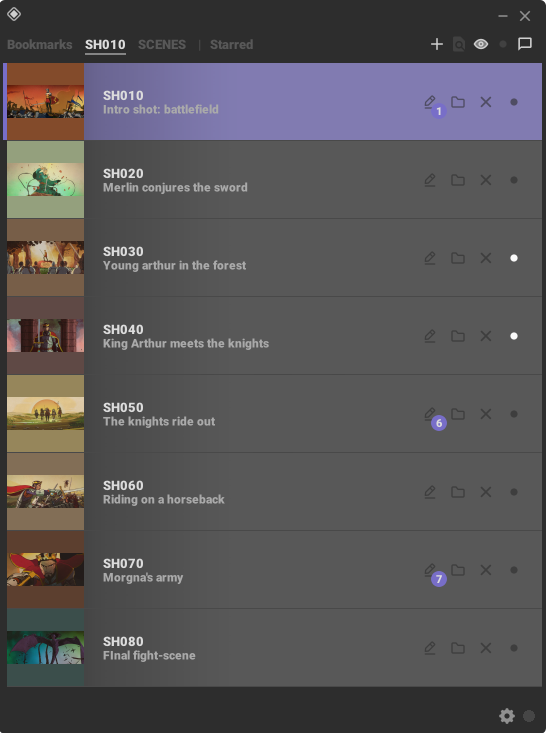 Bookmarks SH010 SCENES | Starred
SH010
Intro shot: battlefield
1
SH020
Merlin conjures the sword
SH030
Young arthur in the forest
SH040
King Arthur meets the knights
SH050
The knights ride out
6
SH060
Riding on a horseback
SH070
Morgna's army
7
SH080
FInal fight-scene